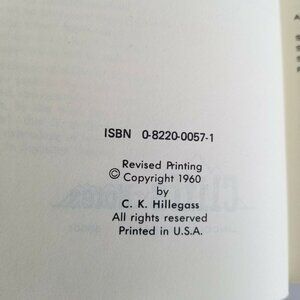 ISBN 0-8220-0057-1
Revised Printing
© Copyright 1960
by
C. K. Hillegass
All rights reserved
Printed in U.S.A.